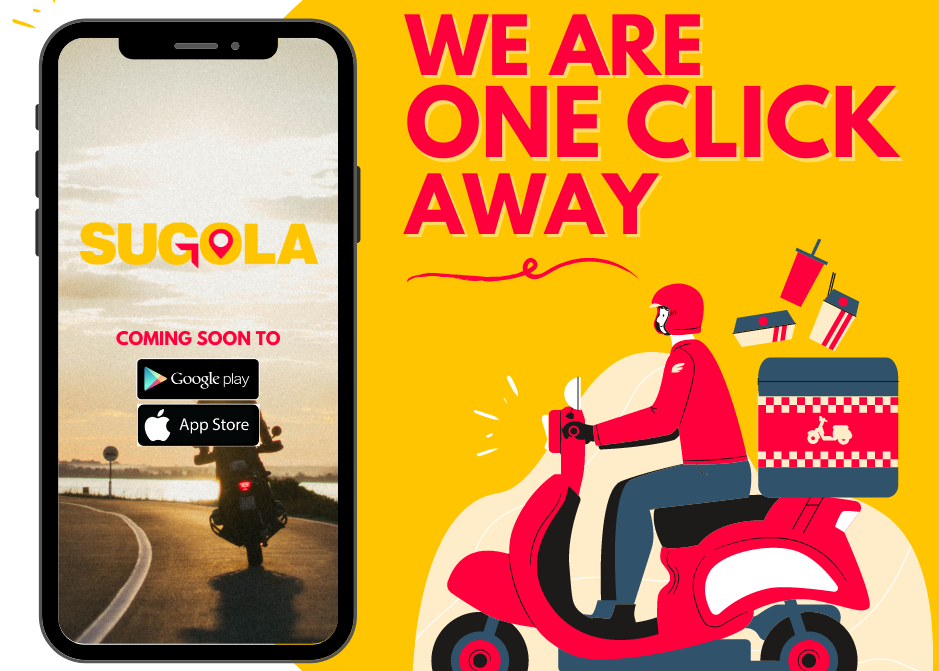 WE ARE
ONE CLICK
AWAY
SUGOLA
COMING SOON TO
Google play
App Store